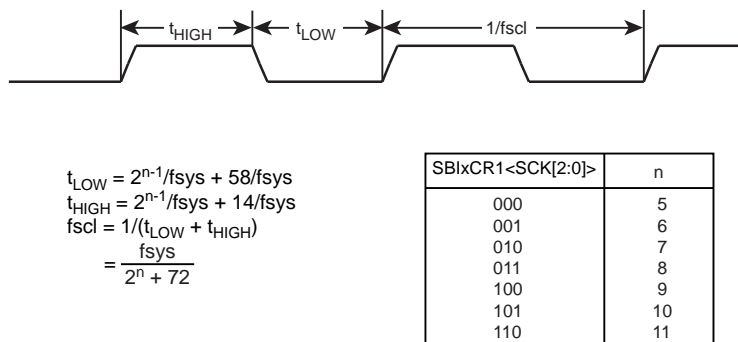 tHIGH tLOW 1/fscl
tLOW = 2n-1/fsys + 58/fsys
tHIGH = 2n-1/fsys + 14/fsys
fscl = 1/(tLOW + tHIGH)
= fsys
2n + 72
SBIxCR1<SCK[2:0]> n
000 5
001 6
010 7
011 8
100 9
101 10
110 11